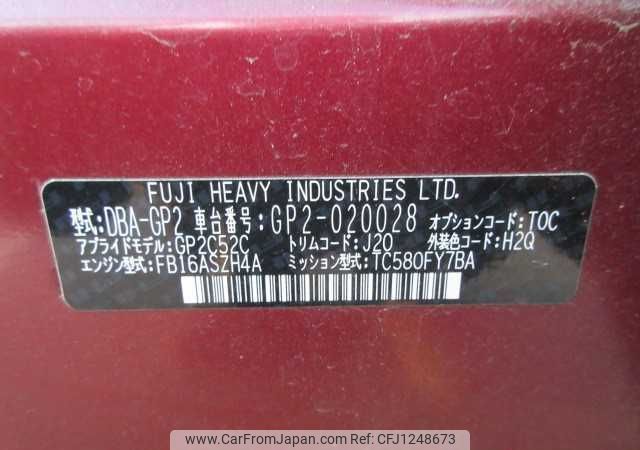 FUJI HEAVY INDUSTRIES LTD.
型式:DBA-GP2 車台番号:GP2-020028 オプションコード:TOC
アプライドモデル:GP2C52C トリムコード:J20 外装色コード:H2Q
エンジン型式:FB16ASZH4A ミッション型式:TC580FY7BA
www.CarFromJapan.com RefNo:CFJ1248673